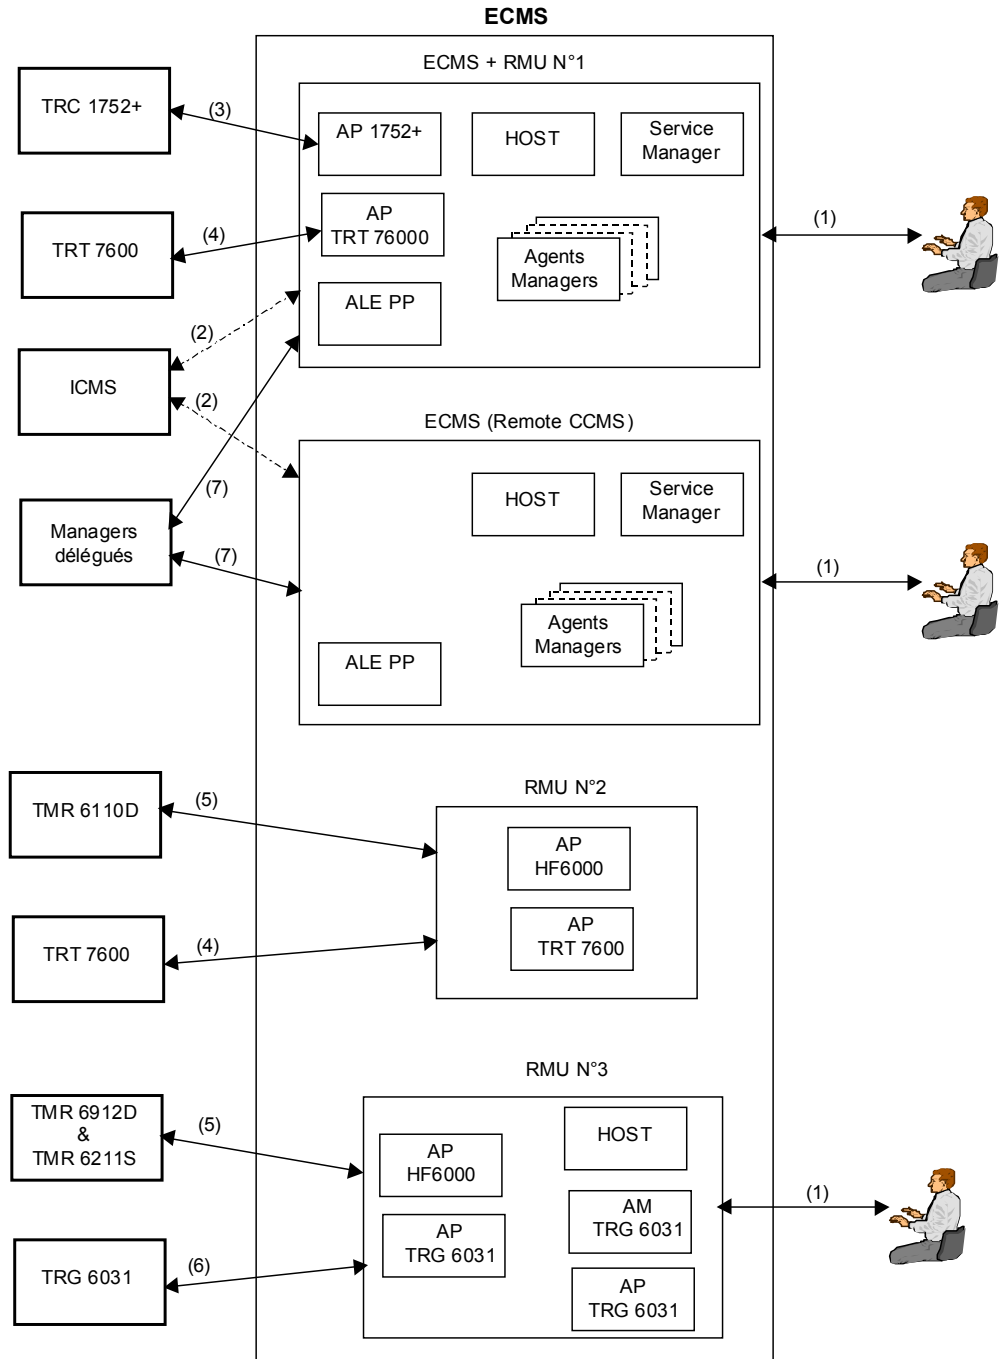 ECMS
ECMS + RMU N°1
TRC 1752+
(3)
AP 1752+
HOST
Service
Manager
TRT 7600
(4)
AP
TRT 76000
Agents
Managers
(1)
ALE PP
(2)
ICMS
(2)
ECMS (Remote CCMS)
(7)
HOST
Service
Manager
Managers
délégués
(7)
(1)
Agents
Managers
ALE PP
RMU N°2
TMR 6110D
(5)
AP
HF6000
TRT 7600
(4)
AP
TRT 7600
RMU N°3
TMR 6912D
&
TMR 6211S
(5)
HOST
AP
HF6000
AM
TRG 6031
(1)
AP
TRG 6031
TRG 6031
(6)
AP
TRG 6031